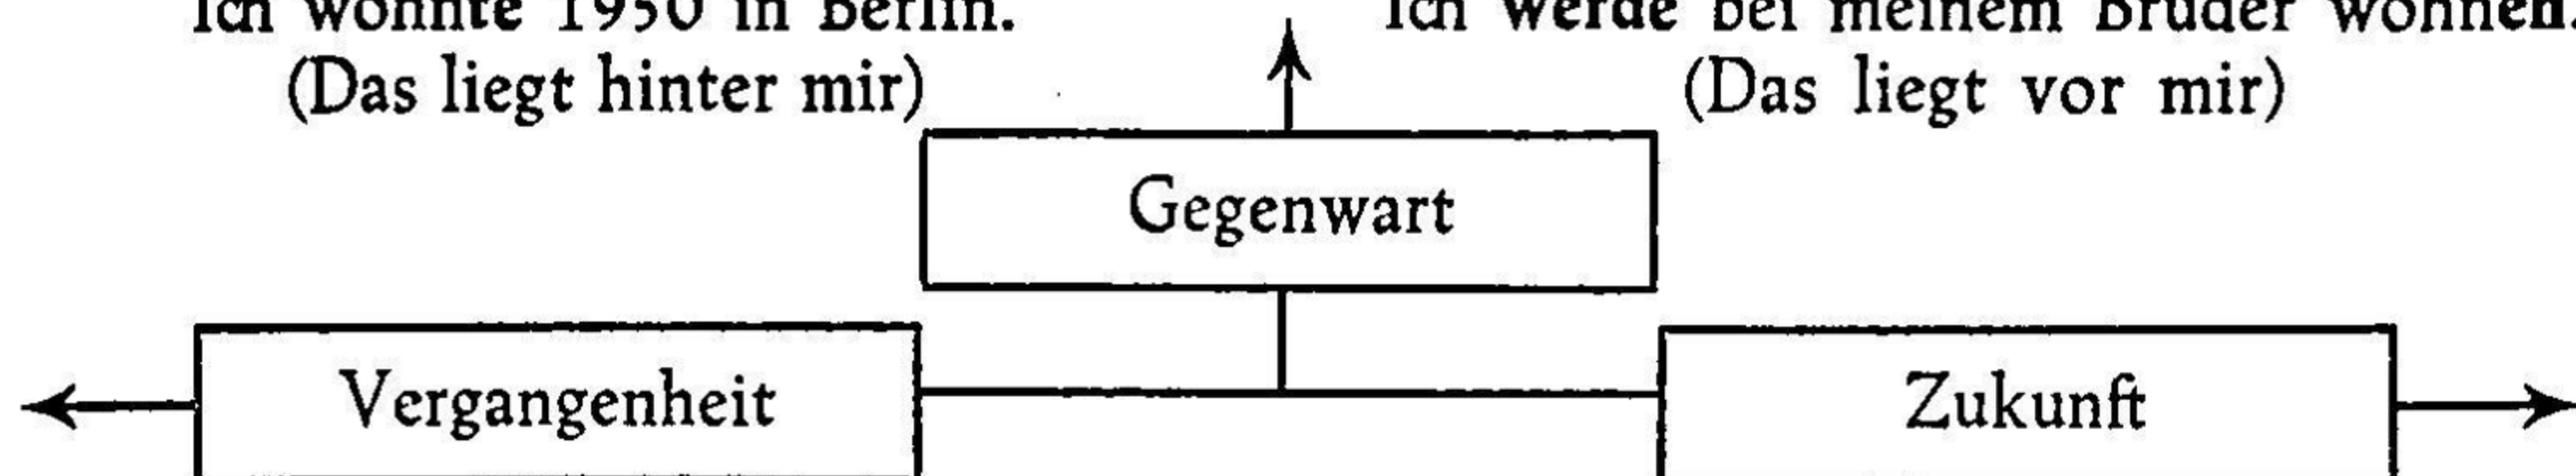 Ich wohnte 1950 in Berlin. Ich werde bei meinem Bruder wohnen.
(Das liegt hinter mir) (Das liegt vor mir)
Gegenwart
Vergangenheit Zukunft